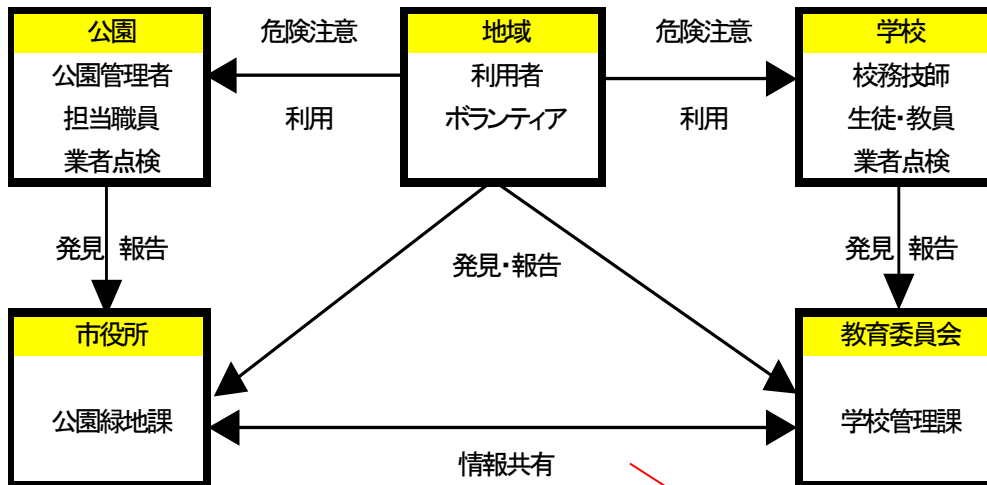 公園
公園管理者
担当職員
業者点検
危険注意
利用
地域
利用者
ボランティア
危険注意
利用
学校
校務技師
生徒・教員
業者点検
発見 報告
発見・報告
発見 報告
市役所
公園緑地課
教育委員会
学校管理課
情報共有